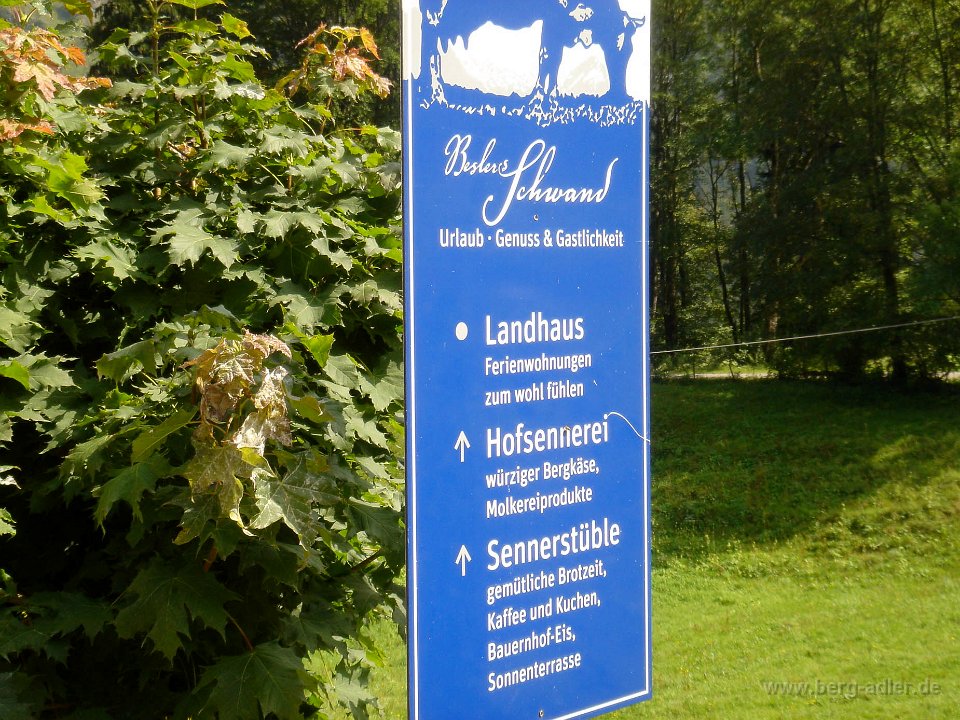 Beslers Schwand
Urlaub · Genuss & Gastlichkeit
Landhaus
Ferienwohnungen
zum wohl fühlen
Hofsennerei
würziger Bergkäse,
Molkereiprodukte
Sennerstüble
gemütliche Brotzeit,
Kaffee und Kuchen,
Bauernhof-Eis,
Sonnenterrasse
www.berg-adler.de